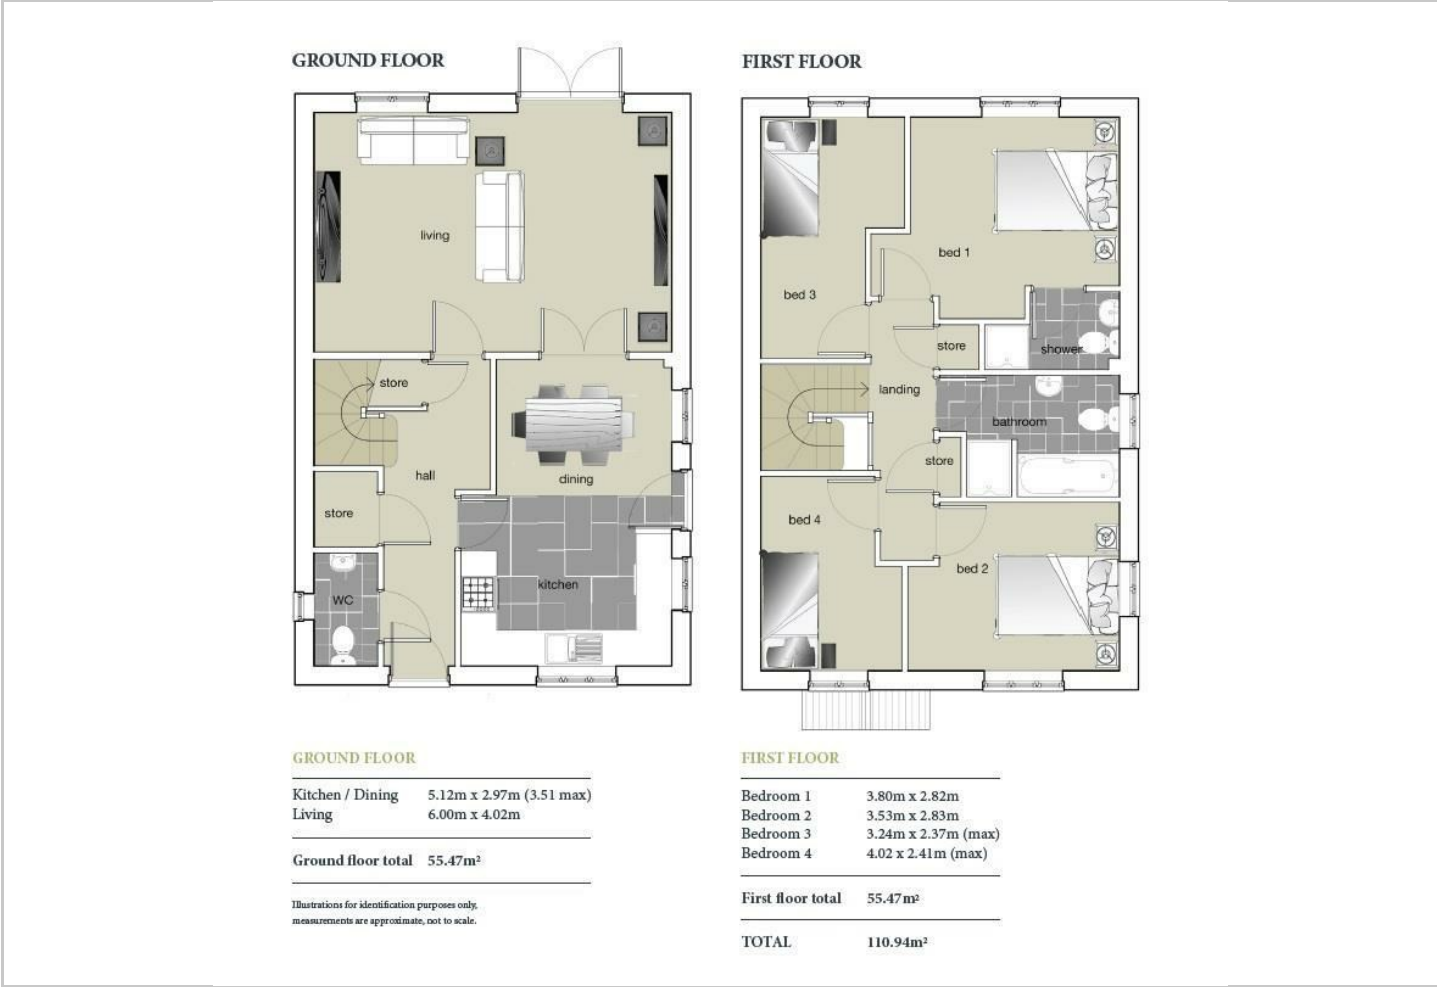 GROUND FLOOR
living
store
hall
dining
store
kitchen
WC
FIRST FLOOR
bed 1
bed 3
store
shower
landing
bathroom
store
bed 4
bed 2
GROUND FLOOR
Kitchen / Dining 5.12m x 2.97m (3.51 max)
Living 6.00m x 4.02m
Ground floor total 55.47m²
Illustrations for identification purposes only,
measurements are approximate, not to scale.
FIRST FLOOR
Bedroom 1 3.80m x 2.82m
Bedroom 2 3.53m x 2.83m
Bedroom 3 3.24m x 2.37m (max)
Bedroom 4 4.02 x 2.41m (max)
First floor total 55.47m²
TOTAL 110.94m²